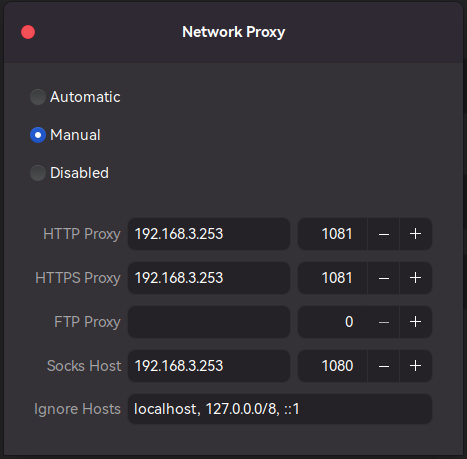 Network Proxy
Automatic
Manual
Disabled
HTTP Proxy 192.168.3.253 1081 − +
HTTPS Proxy 192.168.3.253 1081 − +
FTP Proxy 0 − +
Socks Host 192.168.3.253 1080 − +
Ignore Hosts localhost, 127.0.0.0/8, ::1